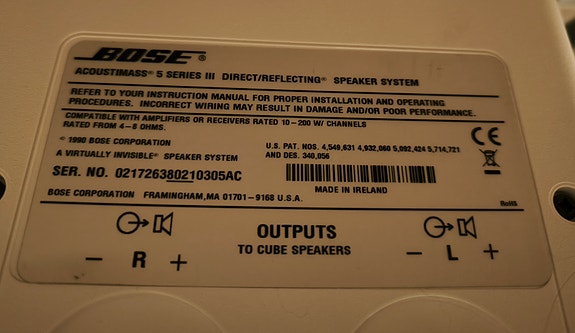 BOSE®
ACOUSTIMASS® 5 SERIES III DIRECT/REFLECTING® SPEAKER SYSTEM
REFER TO YOUR INSTRUCTION MANUAL FOR PROPER INSTALLATION AND OPERATING
PROCEDURES. INCORRECT WIRING MAY RESULT IN DAMAGE AND/OR POOR PERFORMANCE.
COMPATIBLE WITH AMPLIFIERS OR RECEIVERS RATED 10-200 W/ CHANNELS
RATED FROM 4-8 OHMS.
CE
© 1990 BOSE CORPORATION
U.S. PAT. NOS. 4,549,631 4,932,060 5,092,424 5,714,721
A VIRTUALLY INVISIBLE® SPEAKER SYSTEM
AND DES. 340,056
SER. NO. 021726380210305AC
MADE IN IRELAND
BOSE CORPORATION FRAMINGHAM, MA 01701-9168 U.S.A.
RoHS
OUTPUTS
TO CUBE SPEAKERS
- R +
- L +